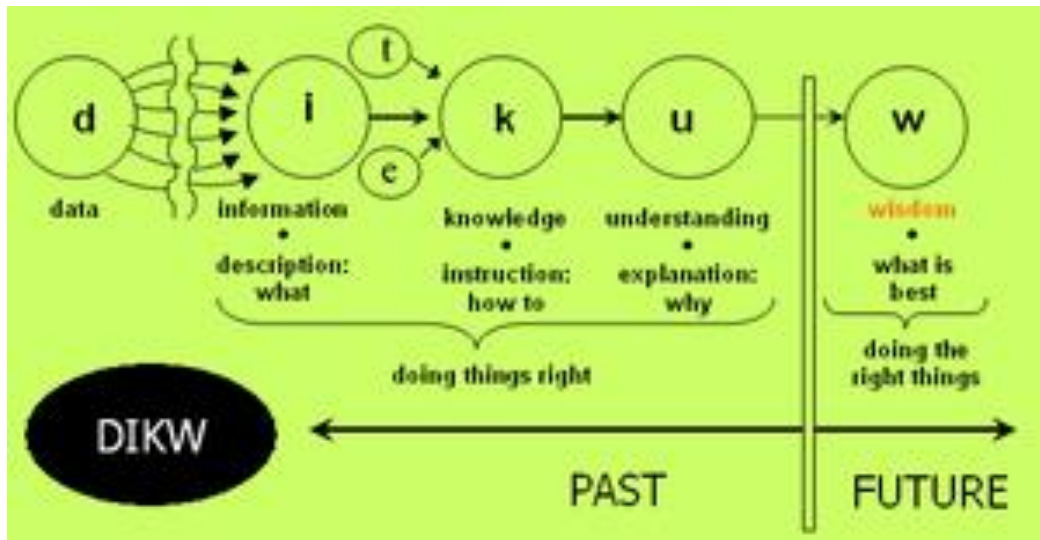 d
i
t
e
k
u
w
data
information
•
description:
what
knowledge
•
instruction:
how to
understanding
•
explanation:
why
wisdom
•
what is
best
doing things right
doing the
right things
DIKW
PAST
FUTURE